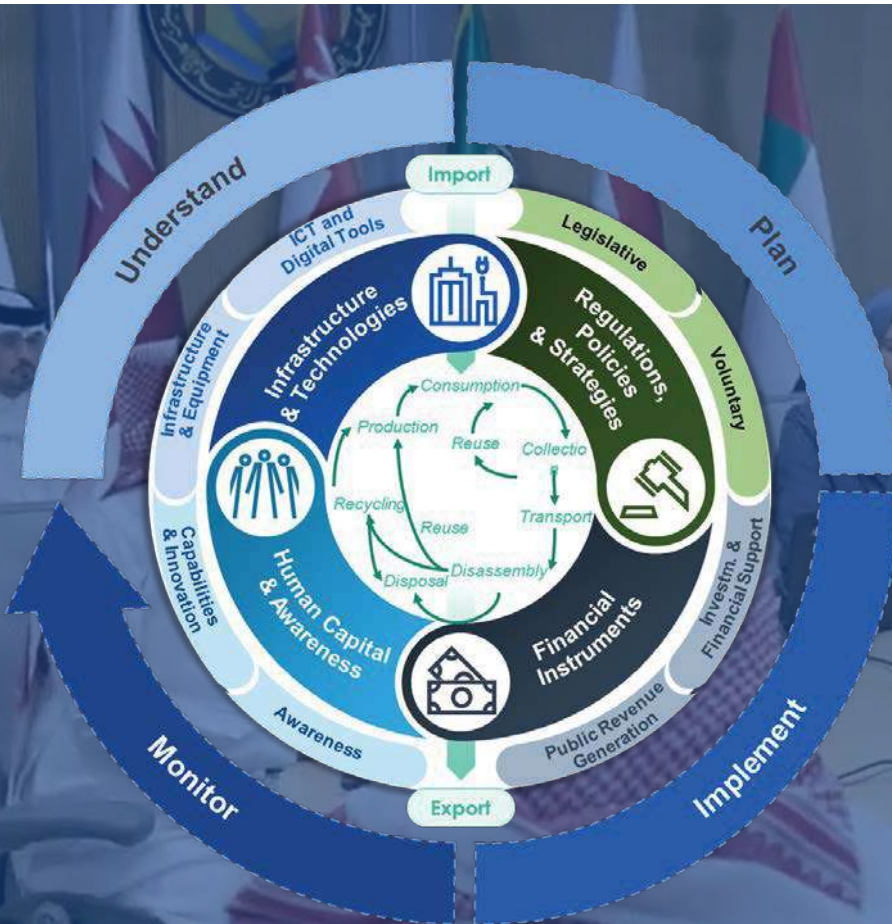 Understand
Plan
Implement
Monitor
Import
Export
ICT and
Digital Tools
Infrastructure
& Equipment
Legislative
Voluntary
Investm. &
Financial Support
Public Revenue
Generation
Awareness
Capabilities
& Innovation
Infrastructure
& Technologies
Regulations,
Policies
& Strategies
Financial
Instruments
Human Capital
& Awareness
Consumption
Production
Reuse
Collectio
Recycling
Reuse
Transport
Disposal
Disassembly